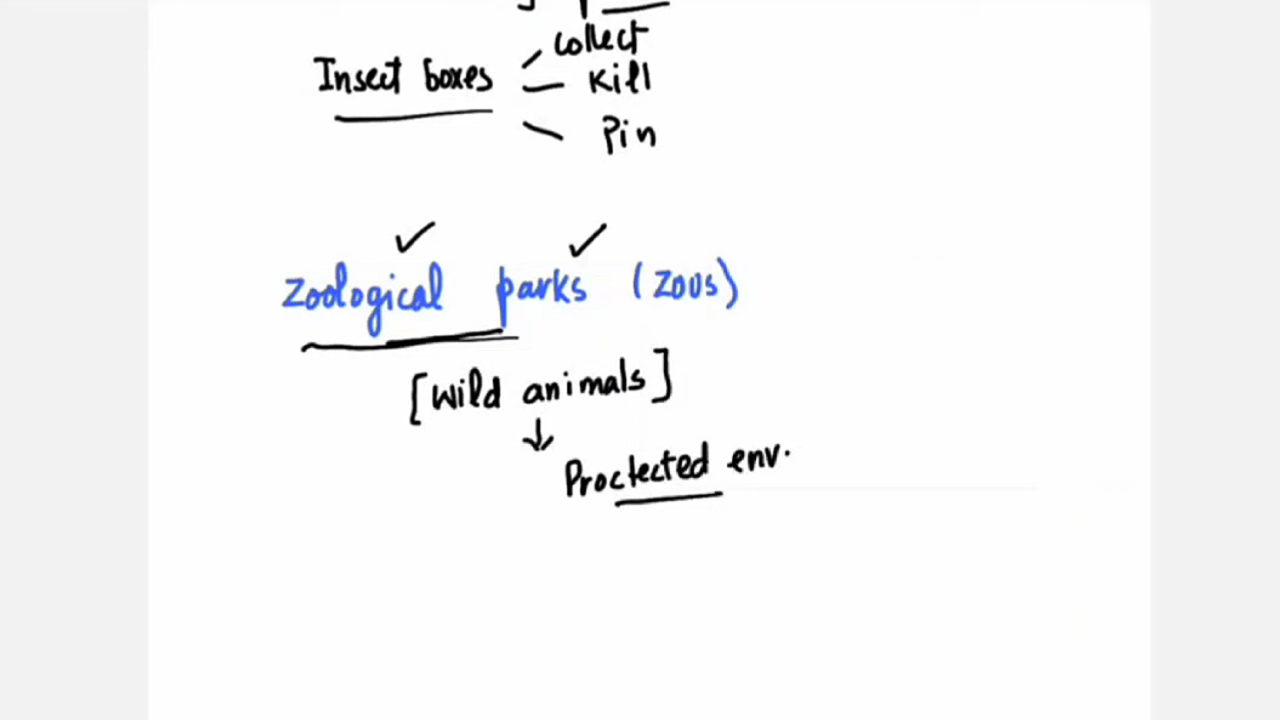 collect
Insect boxes
Kill
Pin
zoological parks (zoos)
[wild animals]
↓
Proctected env.